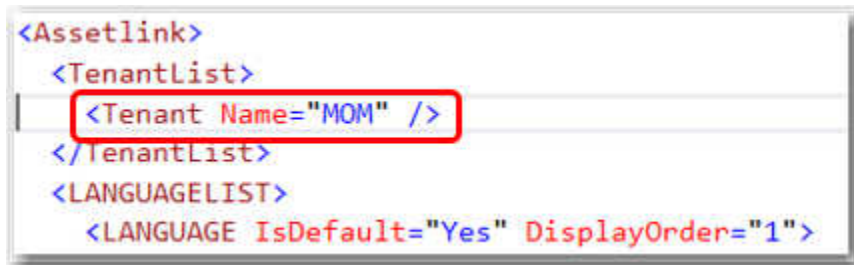 <Assetlink>
<TenantList>
<Tenant Name="MOM" />
</TenantList>
<LANGUAGELIST>
<LANGUAGE IsDefault="Yes" DisplayOrder="1">